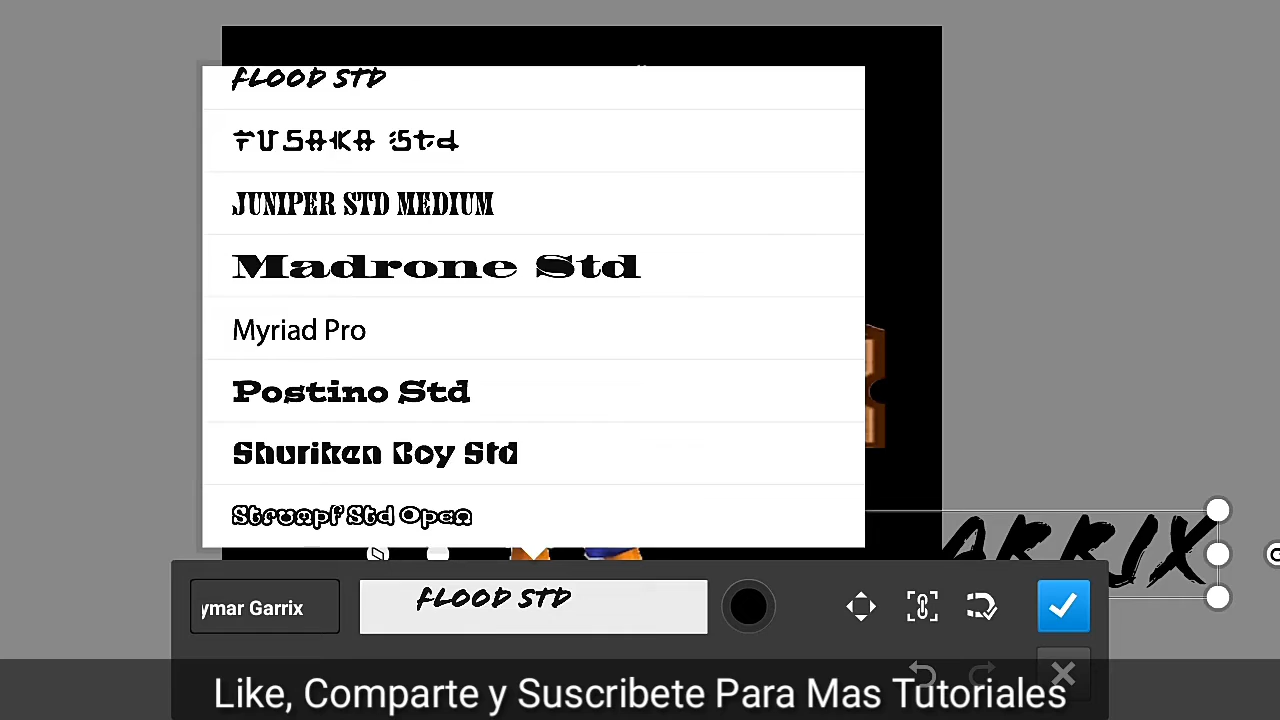 FLOOD STD
FUSAKA Std
JUNIPER STD MEDIUM
Madrone Std
Myriad Pro
Postino Std
Shuriken Boy Std
Strumpf Std Open
ARRIX
ymar Garrix
FLOOD STD
Like, Comparte y Suscribete Para Mas Tutoriales